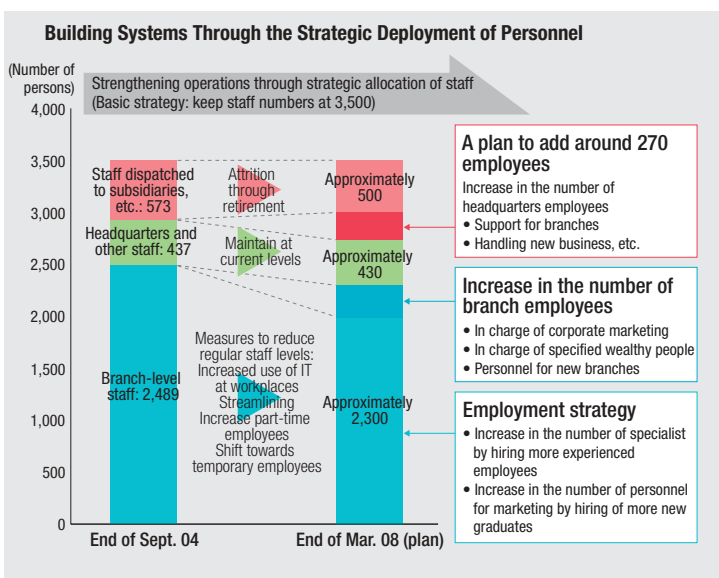 Building Systems Through the Strategic Deployment of Personnel
(Number of
persons)
Strengthening operations through strategic allocation of staff
(Basic strategy: keep staff numbers at 3,500)
4,000
3,500
3,000
2,500
2,000
1,500
1,000
500
0
Staff dispatched
to subsidiaries,
etc.: 573
Headquarters and
other staff: 437
Branch-level
staff: 2,489
Attrition
through
retirement
Maintain at
current levels
Measures to reduce
regular staff levels:
Increased use of IT
at workplaces
Streamlining
Increase part-time
employees
Shift towards
temporary employees
Approximately
500
Approximately
430
Approximately
2,300
End of Sept. 04
End of Mar. 08 (plan)
A plan to add around 270
employees
Increase in the number of
headquarters employees
• Support for branches
• Handling new business, etc.
Increase in the number of
branch employees
• In charge of corporate marketing
• In charge of specified wealthy people
• Personnel for new branches
Employment strategy
• Increase in the number of specialist
by hiring more experienced
employees
• Increase in the number of personnel
for marketing by hiring of more new
graduates